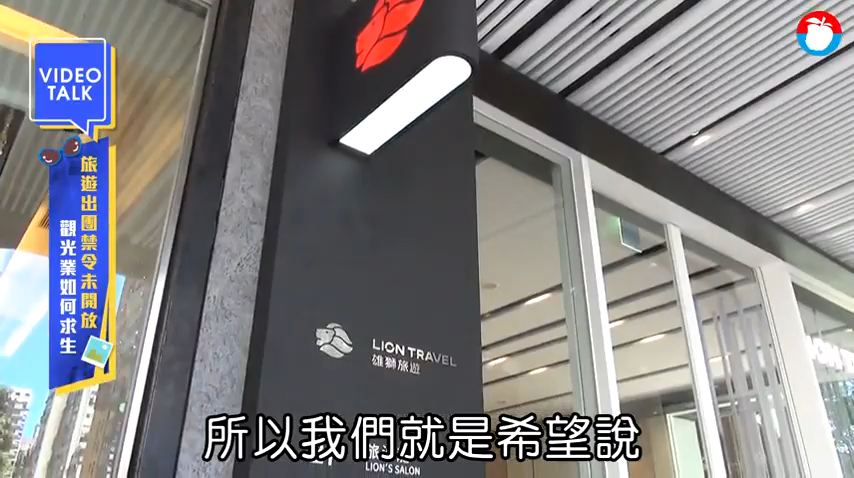 VIDEO
TALK
旅遊出團禁令未開放
觀光業如何求生
LION TRAVEL
雄獅旅遊
LION'S SALON
所以我們就是希望說